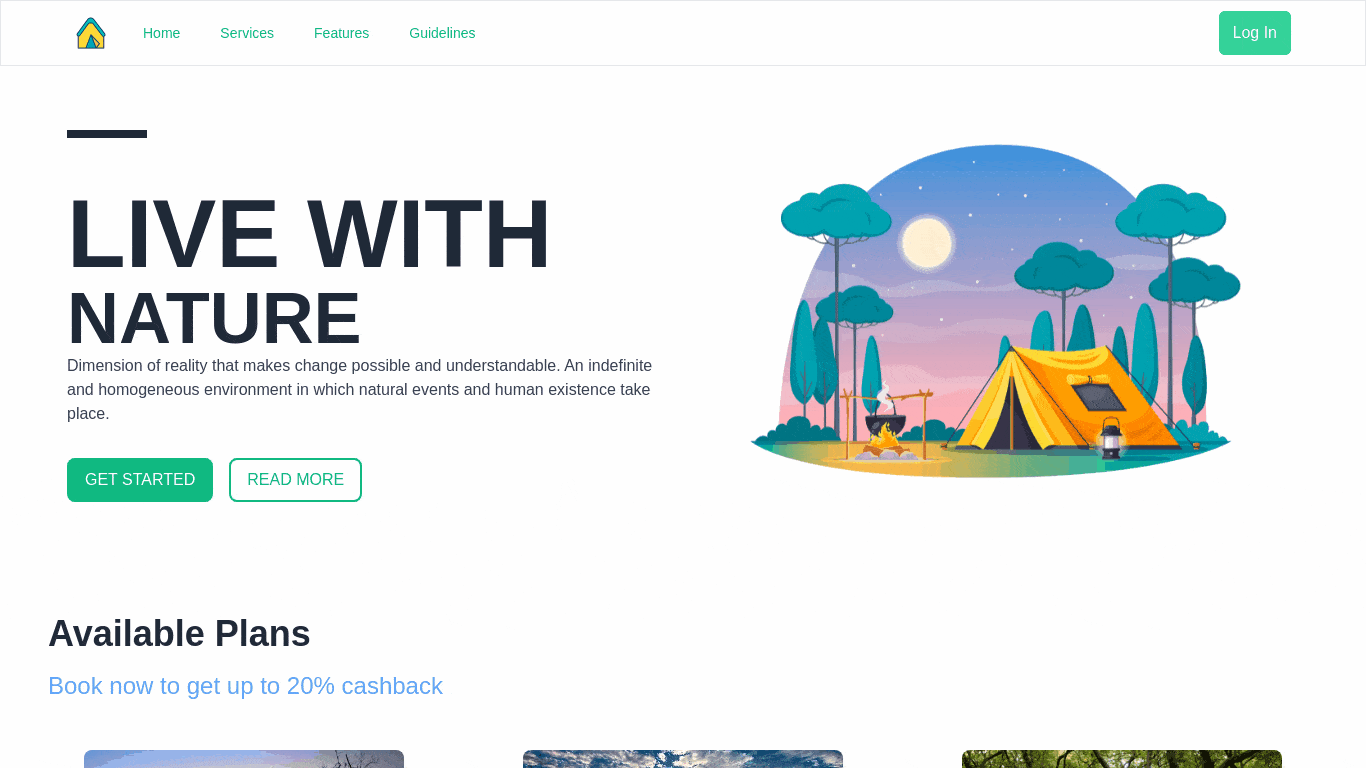 Home
Services
Features
Guidelines
Log In
LIVE WITH
NATURE
Dimension of reality that makes change possible and understandable. An indefinite
and homogeneous environment in which natural events and human existence take
place.
GET STARTED
READ MORE
Available Plans
Book now to get up to 20% cashback